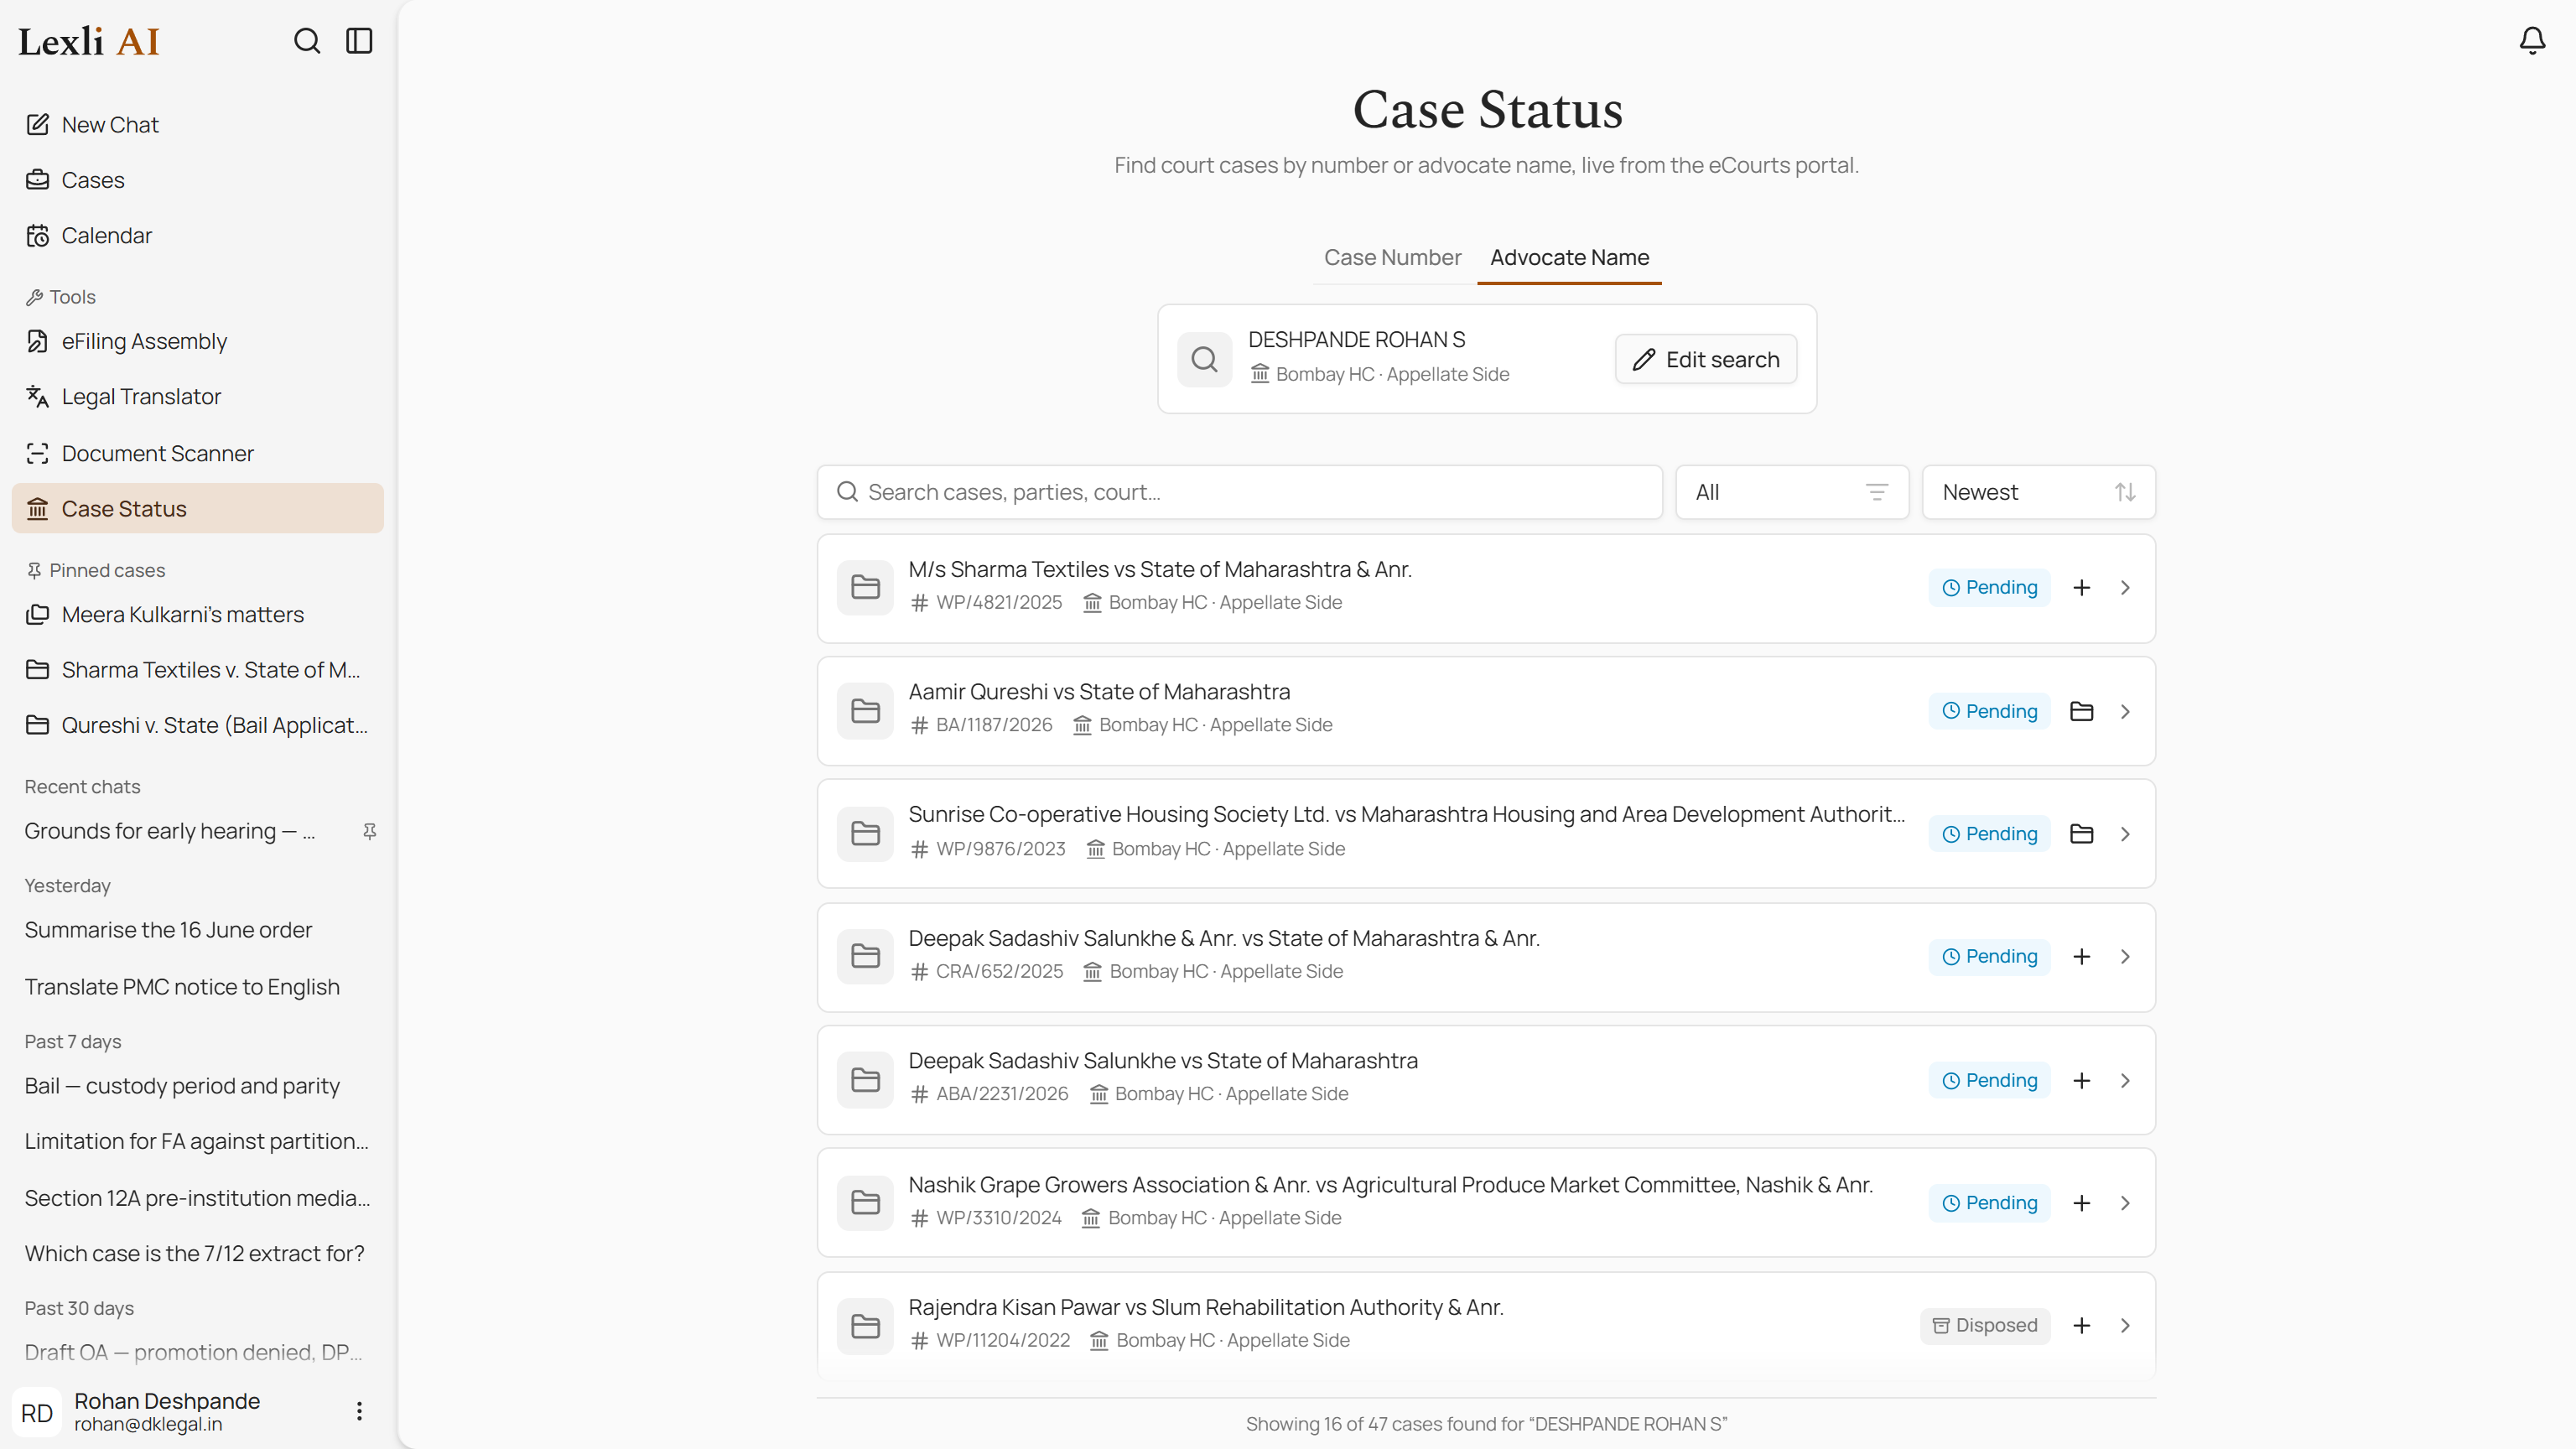 Lexli AI
New Chat
Cases
Calendar
Tools
eFiling Assembly
Legal Translator
Document Scanner
Case Status
Pinned cases
Meera Kulkarni's matters
Sharma Textiles v. State of M...
Qureshi v. State (Bail Applicat...
Recent chats
Grounds for early hearing — ...
Yesterday
Summarise the 16 June order
Translate PMC notice to English
Past 7 days
Bail — custody period and parity
Limitation for FA against partition...
Section 12A pre-institution media...
Which case is the 7/12 extract for?
Past 30 days
Draft OA — promotion denied, DP...
RD
Rohan Deshpande
rohan@dklegal.in
Case Status
Find court cases by number or advocate name, live from the eCourts portal.
Case Number
Advocate Name
DESHPANDE ROHAN S
Bombay HC · Appellate Side
Edit search
Search cases, parties, court...
All
Newest
M/s Sharma Textiles vs State of Maharashtra & Anr.
# WP/4821/2025 Bombay HC · Appellate Side
Pending
Aamir Qureshi vs State of Maharashtra
# BA/1187/2026 Bombay HC · Appellate Side
Pending
Sunrise Co-operative Housing Society Ltd. vs Maharashtra Housing and Area Development Authorit...
# WP/9876/2023 Bombay HC · Appellate Side
Pending
Deepak Sadashiv Salunkhe & Anr. vs State of Maharashtra & Anr.
# CRA/652/2025 Bombay HC · Appellate Side
Pending
Deepak Sadashiv Salunkhe vs State of Maharashtra
# ABA/2231/2026 Bombay HC · Appellate Side
Pending
Nashik Grape Growers Association & Anr. vs Agricultural Produce Market Committee, Nashik & Anr.
# WP/3310/2024 Bombay HC · Appellate Side
Pending
Rajendra Kisan Pawar vs Slum Rehabilitation Authority & Anr.
# WP/11204/2022 Bombay HC · Appellate Side
Disposed
Showing 16 of 47 cases found for “DESHPANDE ROHAN S”